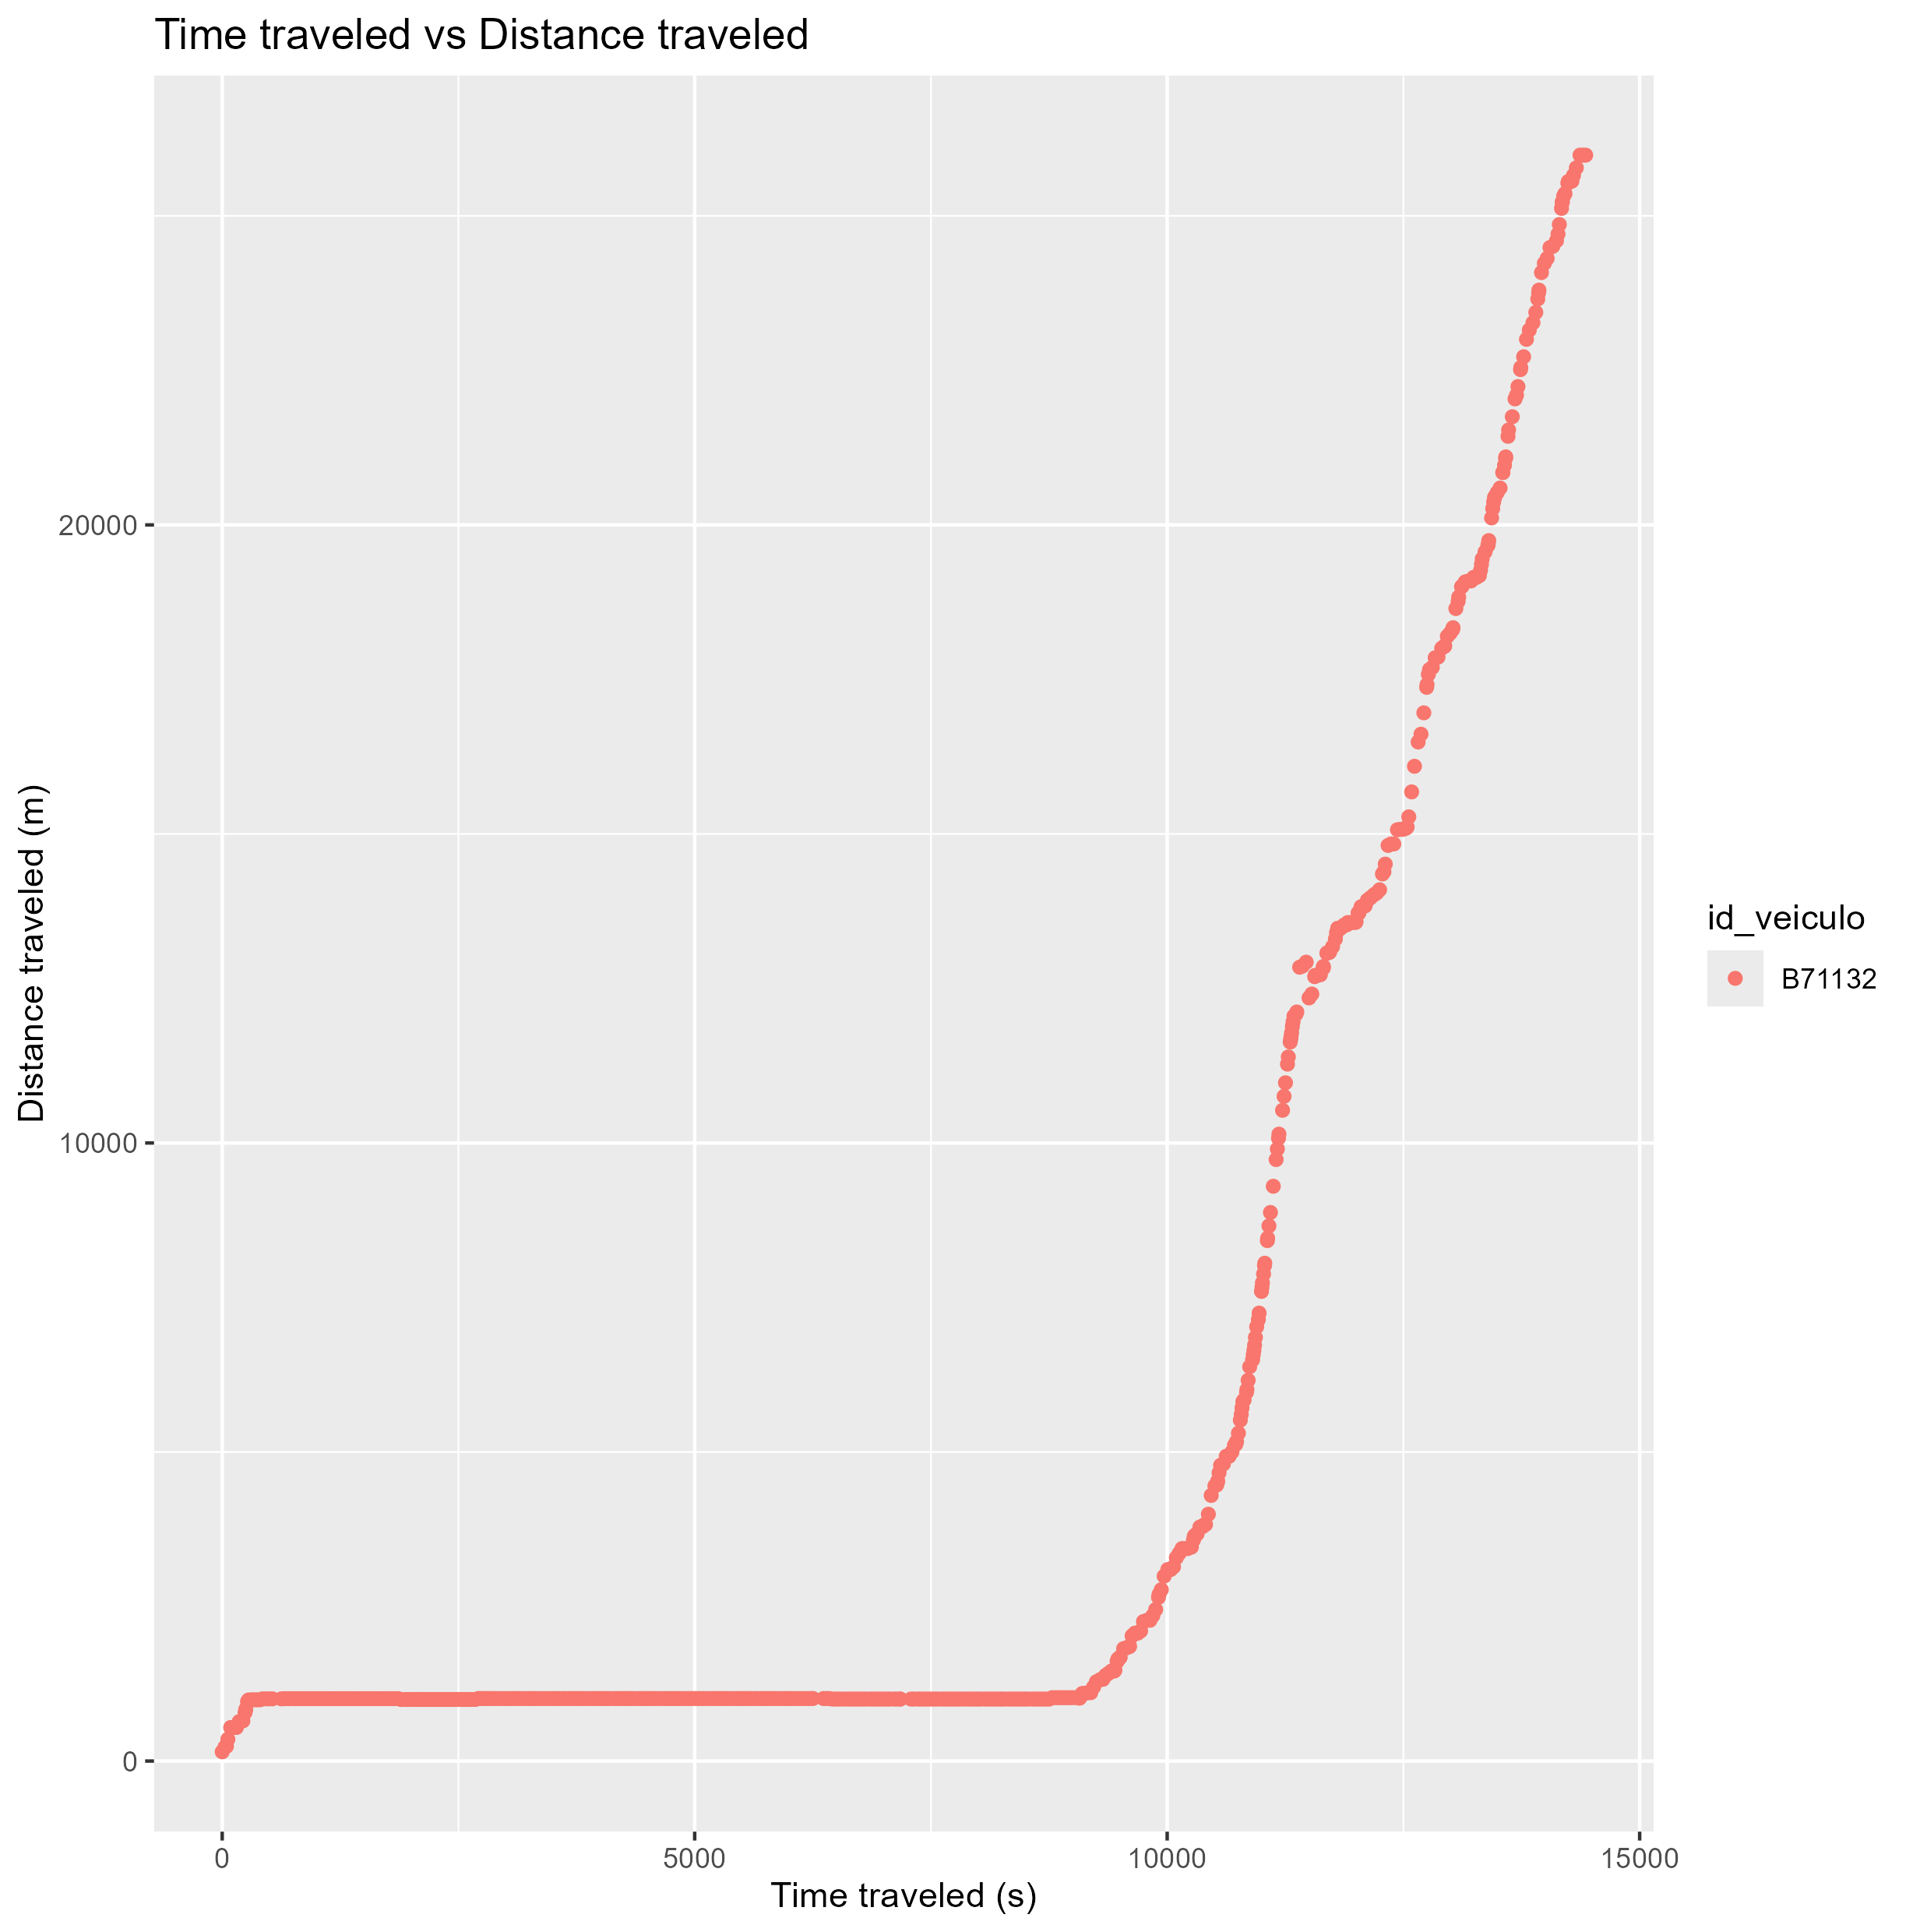 Time traveled vs Distance traveled
20000
10000
0
Distance traveled (m)
0 5000 10000 15000
Time traveled (s)
id_veiculo
B71132